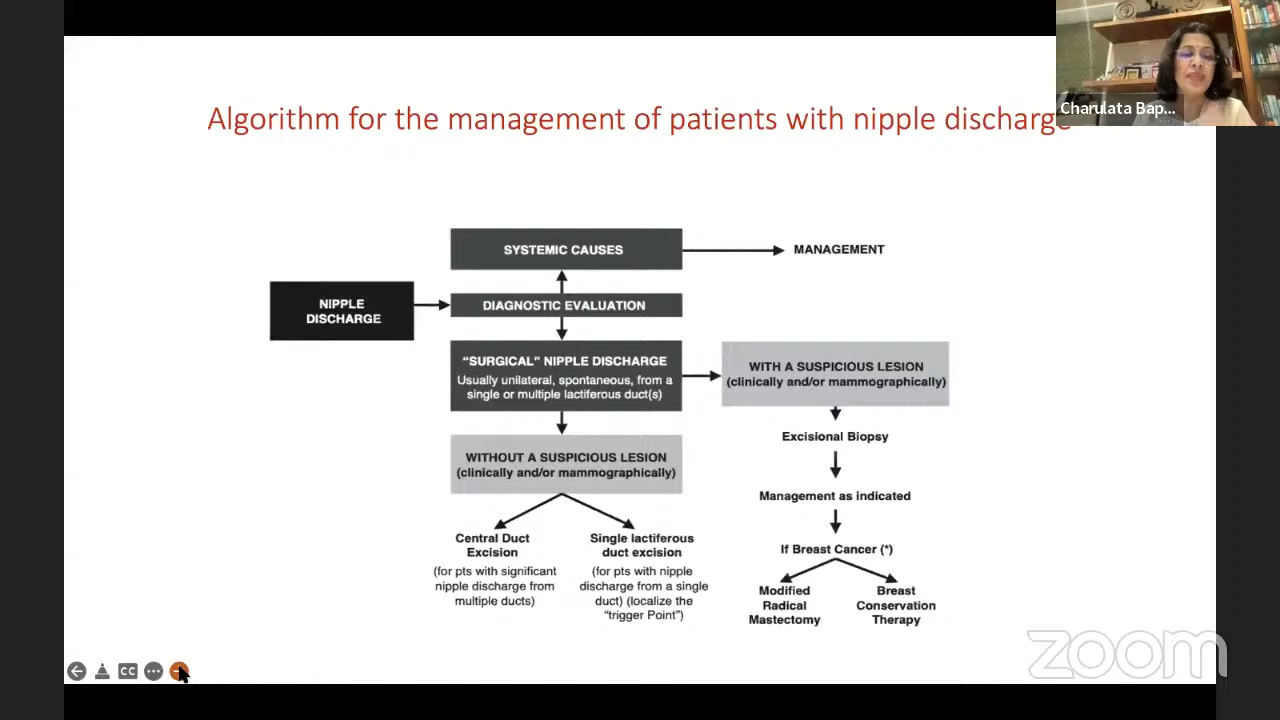 Charulata Bap...
Algorithm for the management of patients with nipple discharge
SYSTEMIC CAUSES
MANAGEMENT
NIPPLE
DISCHARGE
DIAGNOSTIC EVALUATION
“SURGICAL” NIPPLE DISCHARGE
Usually unilateral, spontaneous, from a
single or multiple lactiferous duct(s)
WITH A SUSPICIOUS LESION
(clinically and/or mammographically)
WITHOUT A SUSPICIOUS LESION
(clinically and/or mammographically)
Excisional Biopsy
Management as indicated
If Breast Cancer (*)
Central Duct
Excision
(for pts with significant
nipple discharge from
multiple ducts)
Single lactiferous
duct excision
(for pts with nipple
discharge from a single
duct) (localize the
“trigger Point”)
Modified
Radical
Mastectomy
Breast
Conservation
Therapy
CC
zoom